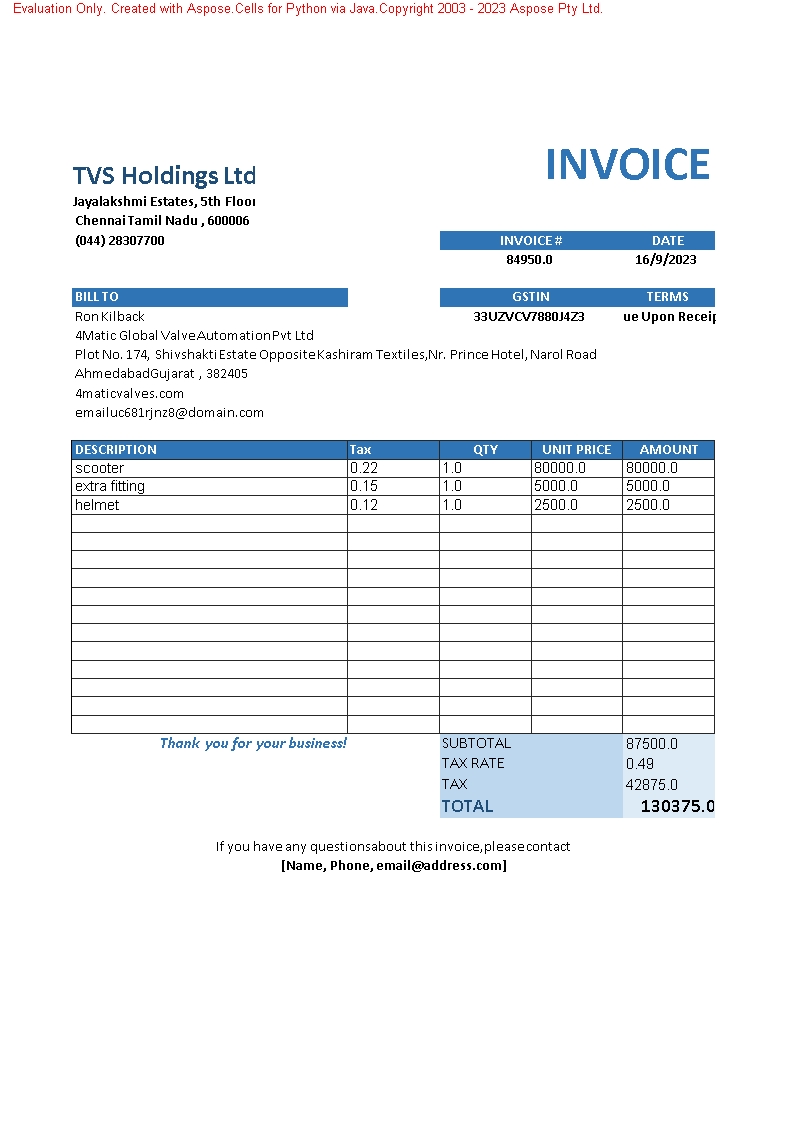 Evaluation Only. Created with Aspose.Cells for Python via Java.Copyright 2003 - 2023 Aspose Pty Ltd.
INVOICE
TVS Holdings Ltd
Jayalakshmi Estates, 5th Floor
Chennai Tamil Nadu , 600006
(044) 28307700
INVOICE # DATE
84950.0 16/9/2023
BILL TO GSTIN TERMS
Ron Kilback 33UZVCV7880J4Z3 ue Upon Receip
4Matic Global Valve Automation Pvt Ltd
Plot No. 174, Shivshakti Estate Opposite Kashiram Textiles,Nr. Prince Hotel, Narol Road
AhmedabadGujarat , 382405
4maticvalves.com
emailuc681rjnz8@domain.com
DESCRIPTION Tax QTY UNIT PRICE AMOUNT
scooter 0.22 1.0 80000.0 80000.0
extra fitting 0.15 1.0 5000.0 5000.0
helmet 0.12 1.0 2500.0 2500.0
Thank you for your business! SUBTOTAL 87500.0
TAX RATE 0.49
TAX 42875.0
TOTAL 130375.0
If you have any questions about this invoice, please contact
[Name, Phone, email@address.com]